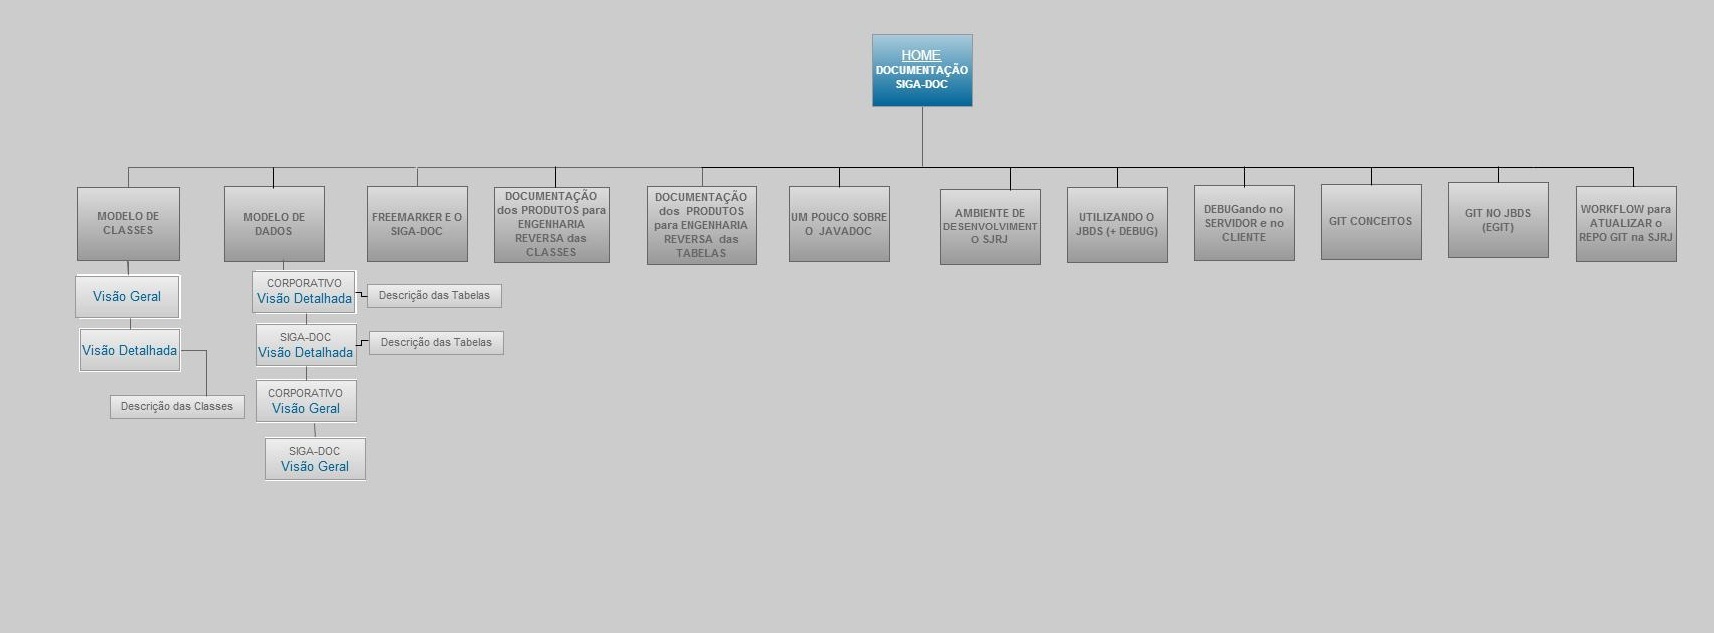 HOME
DOCUMENTAÇÃO
SIGA-DOC
MODELO DE
CLASSES
MODELO DE
DADOS
FREEMARKER E O
SIGA-DOC
DOCUMENTAÇÃO
dos PRODUTOS para
ENGENHARIA
REVERSA das
CLASSES
DOCUMENTAÇÃO
dos PRODUTOS
para ENGENHARIA
REVERSA das
TABELAS
UM POUCO SOBRE
O JAVADOC
AMBIENTE DE
DESENVOLVIMENT
O SJRJ
UTILIZANDO O
JBDS (+ DEBUG)
DEBUGando no
SERVIDOR e no
CLIENTE
GIT CONCEITOS
GIT NO JBDS
(EGIT)
WORKFLOW para
ATUALIZAR o
REPO GIT na SJRJ
Visão Geral
Visão Detalhada
Descrição das Classes
CORPORATIVO
Visão Detalhada
Descrição das Tabelas
SIGA-DOC
Visão Detalhada
Descrição das Tabelas
CORPORATIVO
Visão Geral
SIGA-DOC
Visão Geral